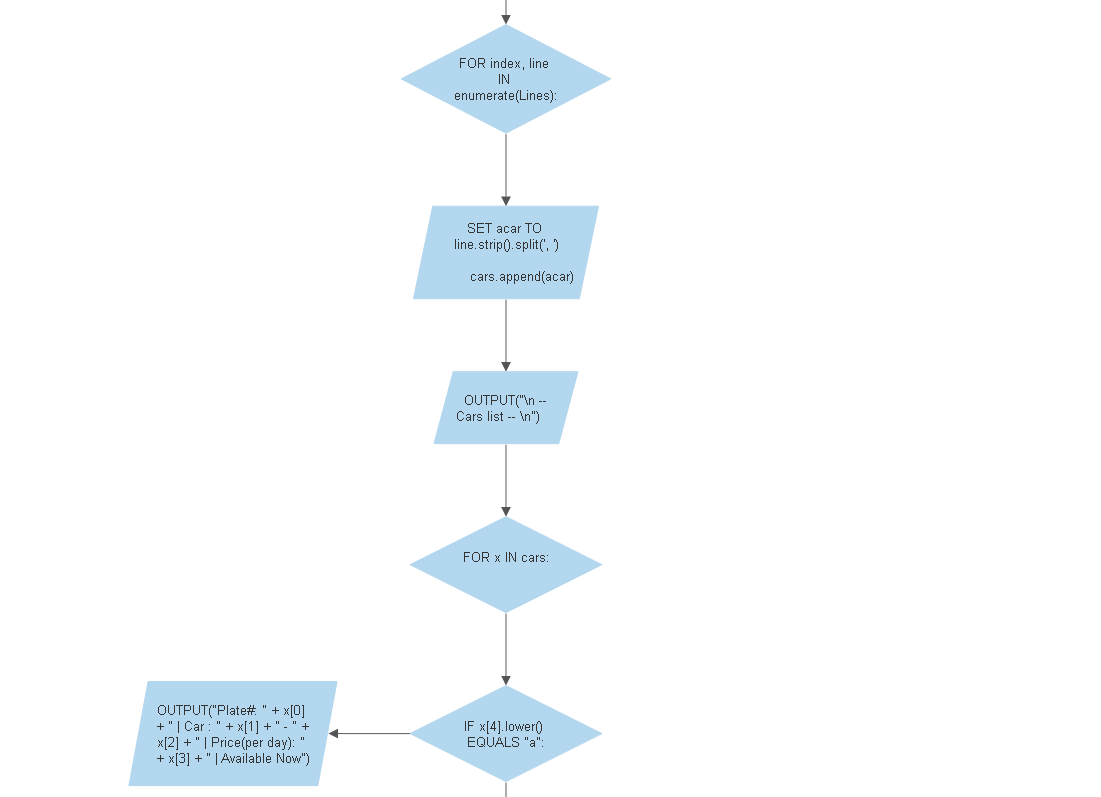 FOR index, line
IN
enumerate(Lines):
SET acar TO
line.strip().split(', ')
cars.append(acar)
OUTPUT("\n --
Cars list -- \n")
FOR x IN cars:
IF x[4].lower()
EQUALS "a":
OUTPUT("Plate#: " + x[0]
+ " | Car : " + x[1] + " - " +
x[2] + " | Price(per day): "
+ x[3] + " | Available Now")